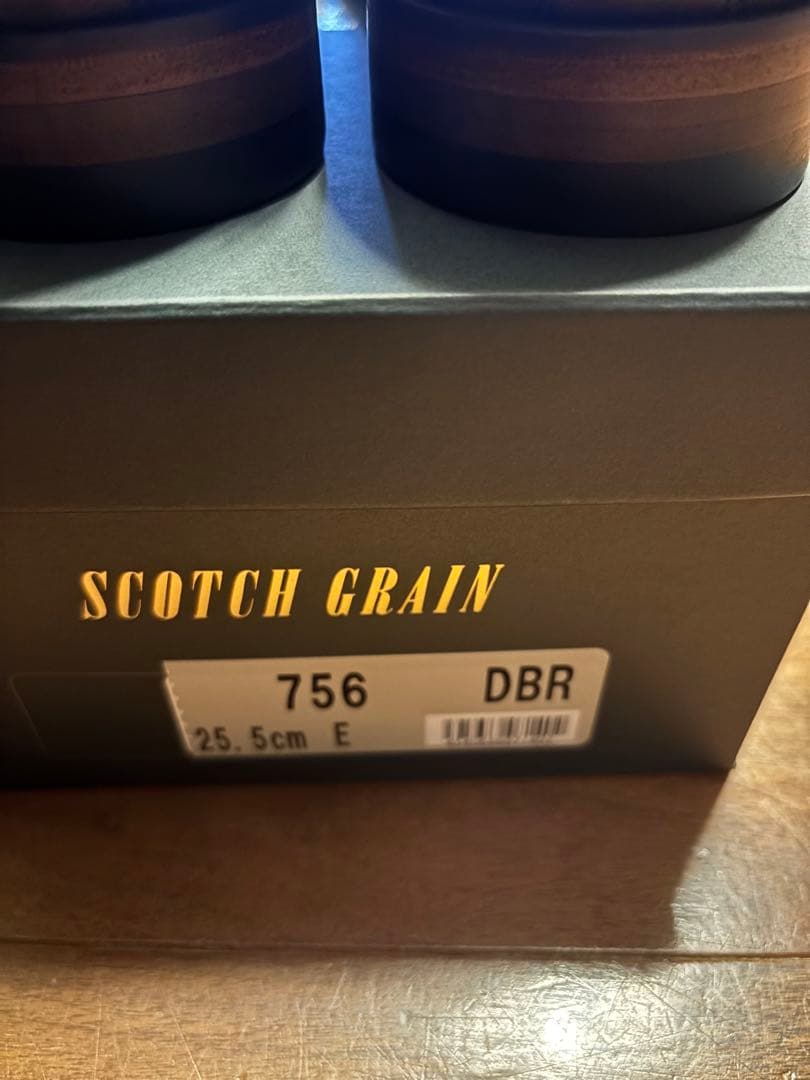 SCOTCH GRAIN
756 DBR
25.5cm E